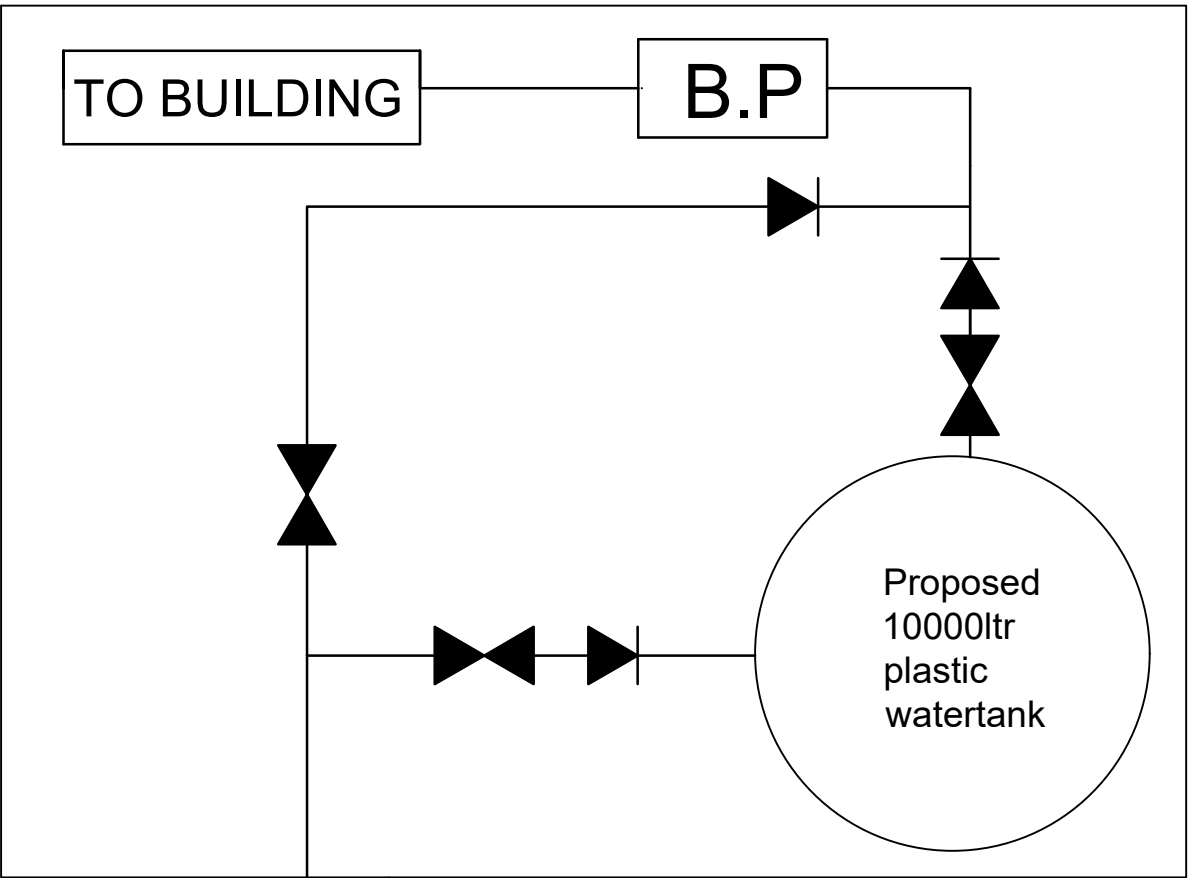 TO BUILDING
B.P
Proposed
10000ltr
plastic
watertank